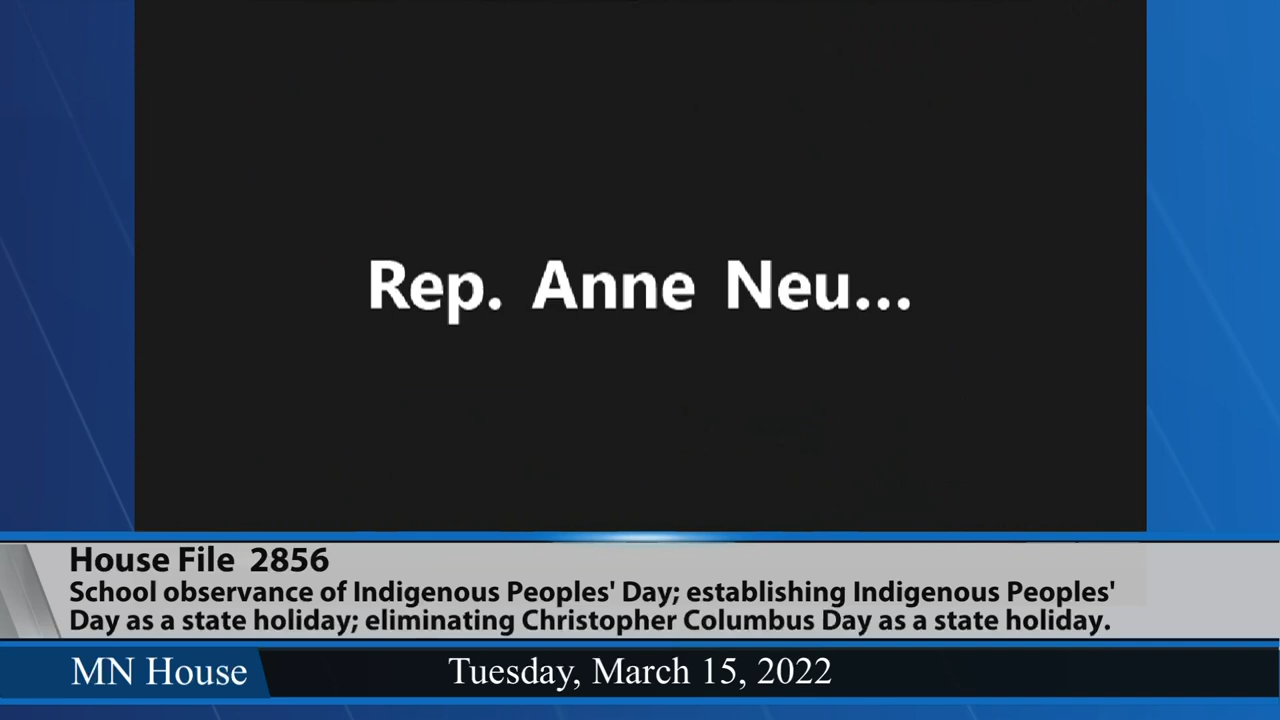 Rep. Anne Neu...
House File 2856
School observance of Indigenous Peoples' Day; establishing Indigenous Peoples'
Day as a state holiday; eliminating Christopher Columbus Day as a state holiday.
MN House
Tuesday, March 15, 2022